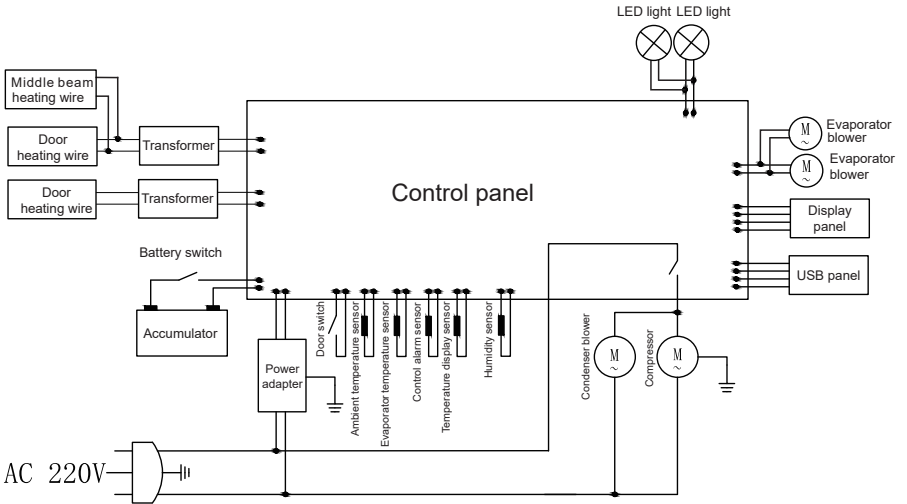 LED light LED light
Middle beam
heating wire
Door
heating wire
Transformer
Door
heating wire
Transformer
Control panel
M
~
Evaporator
blower
M
~
Evaporator
blower
Display
panel
USB panel
Battery switch
Accumulator
Power
adapter
Door switch
Ambient temperature sensor
Evaporator temperature sensor
Control alarm sensor
Temperature display sensor
Humidity sensor
Condenser blower
M
~
Compressor
M
~
AC 220V